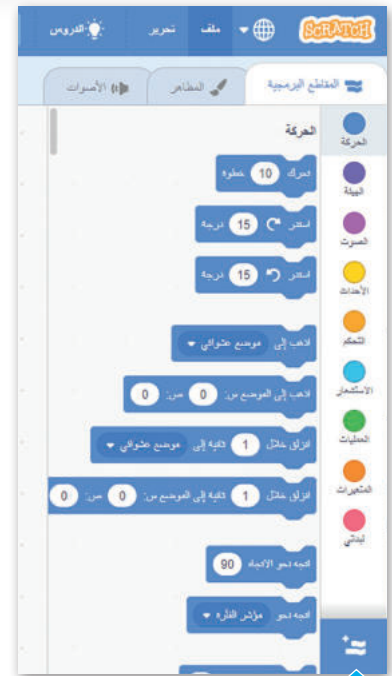 SCRATCH ملف تحرير الدروس
المقاطع البرمجية المظاهر الأصوات
الحركة
الحركة
الهيئة
الصوت
الأحداث
التحكم
الاستشعار
العمليات
المتغيرات
لبناتي
تحرك 10 خطوة
استدر 15 درجة
استدر 15 درجة
اذهب إلى موضع عشوائي
اذهب إلى الموضع س: 0 ص: 0
انزلق خلال 1 ثانية إلى موضع عشوائي
انزلق خلال 1 ثانية إلى الموضع س: 0 ص: 0
اتجه نحو الاتجاه 90
اتجه نحو مؤشر الفأرة